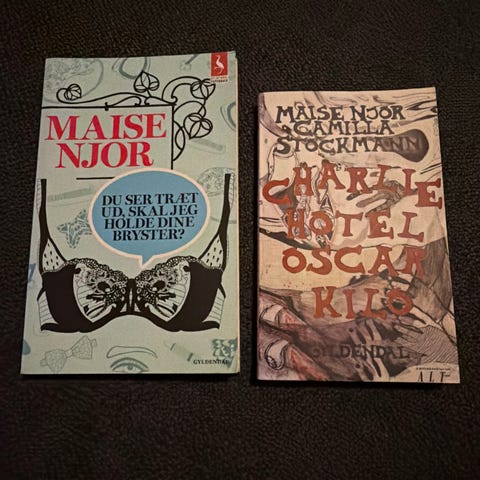 MAISE
NJOR
DU SER TRÆT
UD, SKAL JEG
HOLDE DINE
BRYSTER?
GYLDENDAL
MAISE NJOR
& CAMILLA
STOCKMANN
CHARLIE
HOTEL
OSCAR
KILO
GYLDENDAL